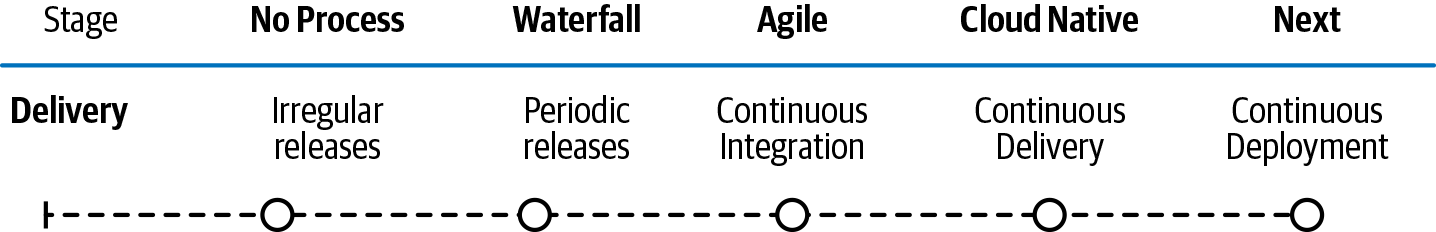 Stage No Process Waterfall Agile Cloud Native Next
Delivery Irregular Periodic Continuous Continuous Continuous
releases releases Integration Delivery Deployment